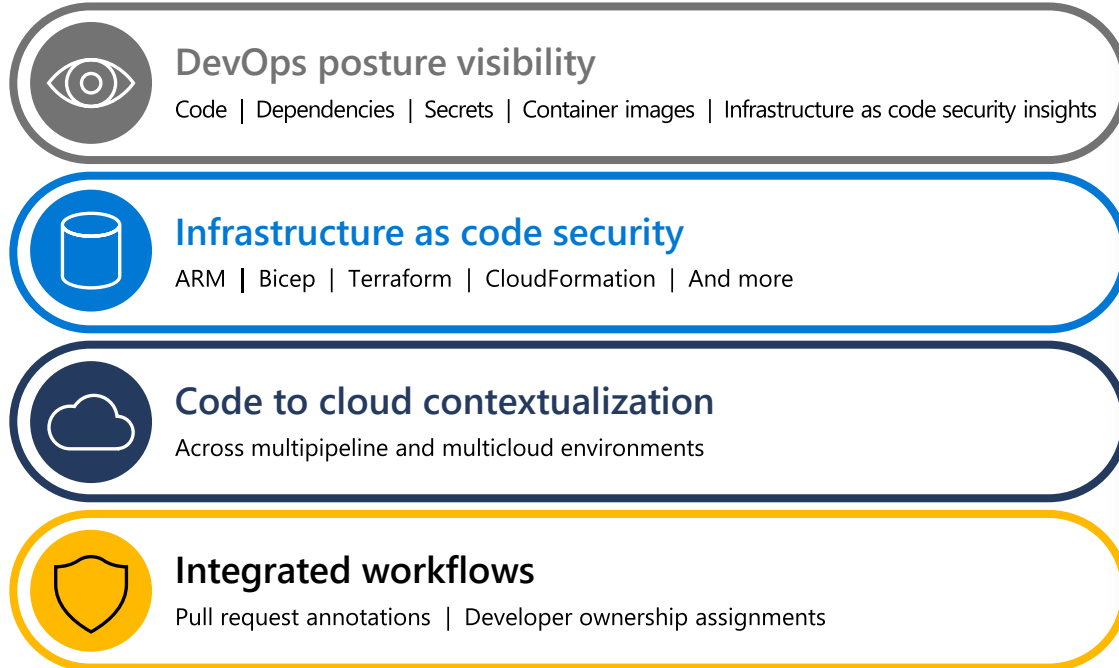 DevOps posture visibility
Code | Dependencies | Secrets | Container images | Infrastructure as code security insights
Infrastructure as code security
ARM | Bicep | Terraform | CloudFormation | And more
Code to cloud contextualization
Across multipipeline and multicloud environments
Integrated workflows
Pull request annotations | Developer ownership assignments